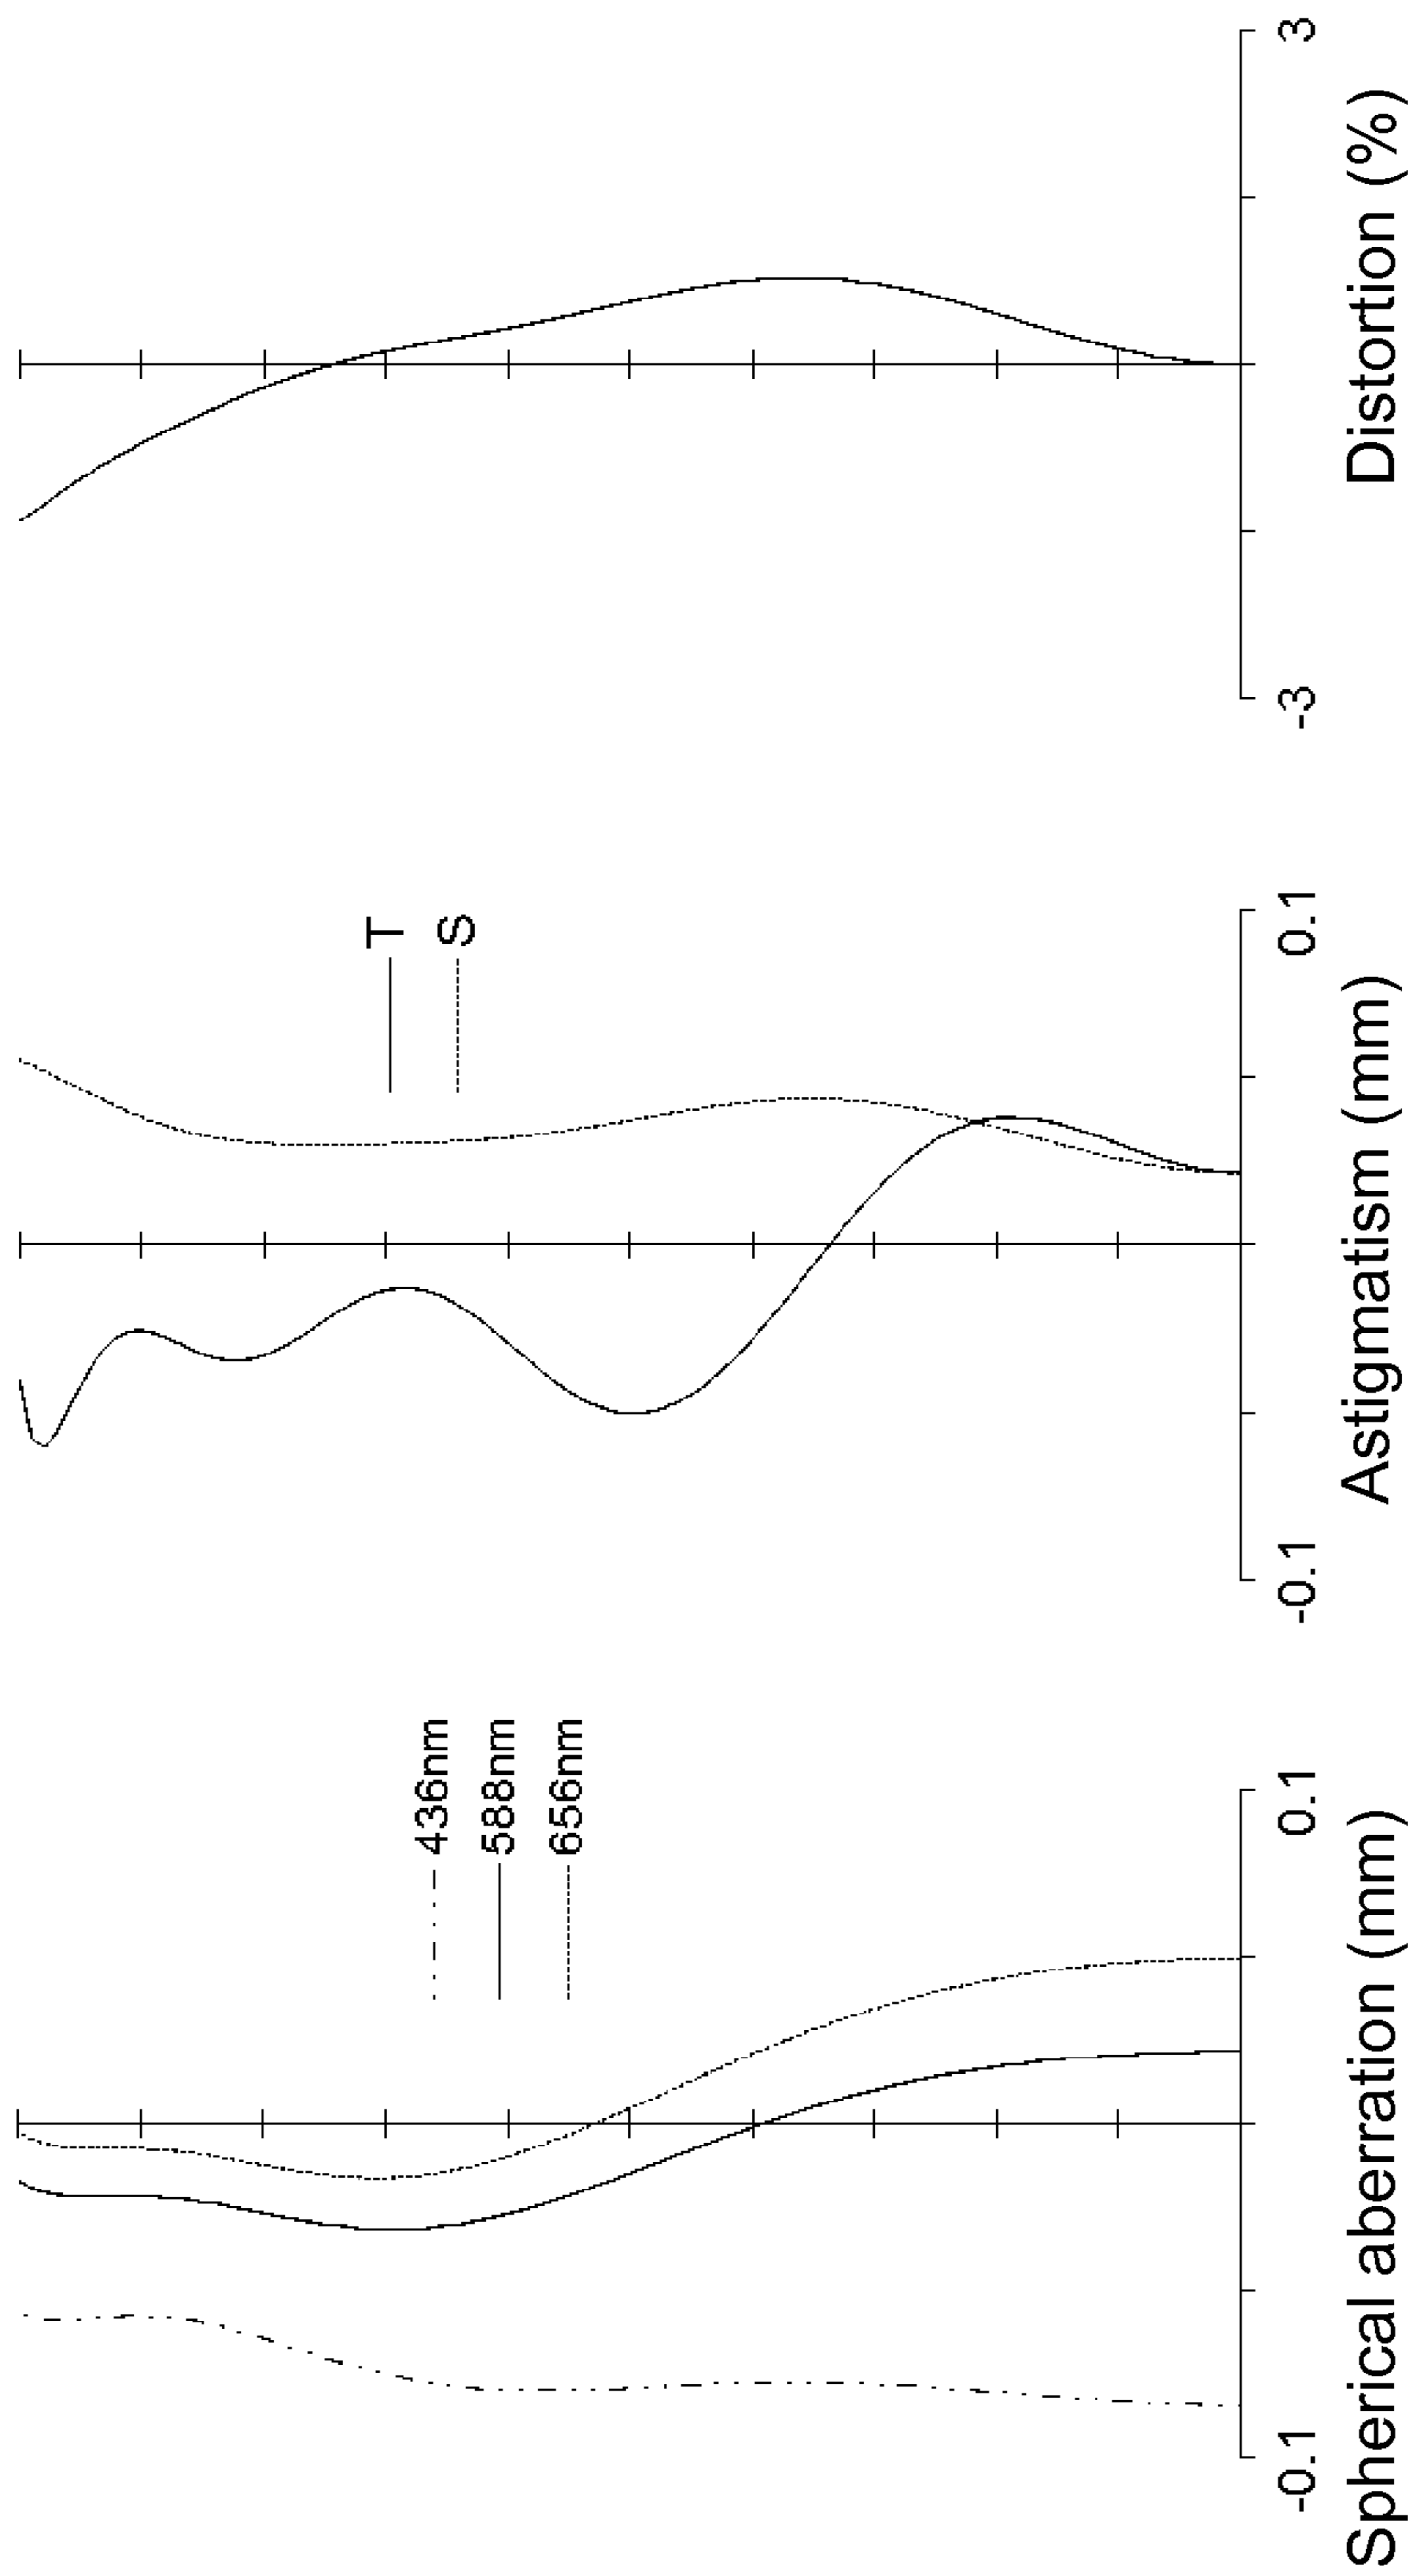 436nm
588nm
656nm
-0.1
0.1
Spherical aberration (mm)
T
S
-0.1
0.1
Astigmatism (mm)
-3
3
Distortion (%)